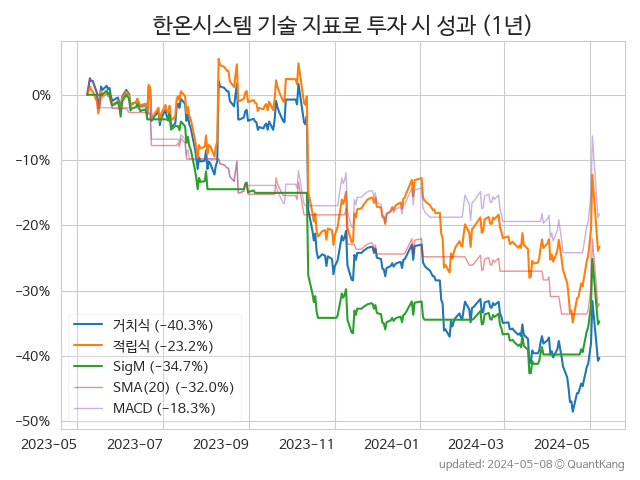 한온시스템 기술 지표로 투자 시 성과 (1년)
0%
−10%
−20%
−30%
−40%
−50%
거치식 (−40.3%)
적립식 (−23.2%)
SigM (−34.7%)
SMA(20) (−32.0%)
MACD (−18.3%)
2023-05
2023-07
2023-09
2023-11
2024-01
2024-03
2024-05
updated: 2024-05-08 © QuantKang